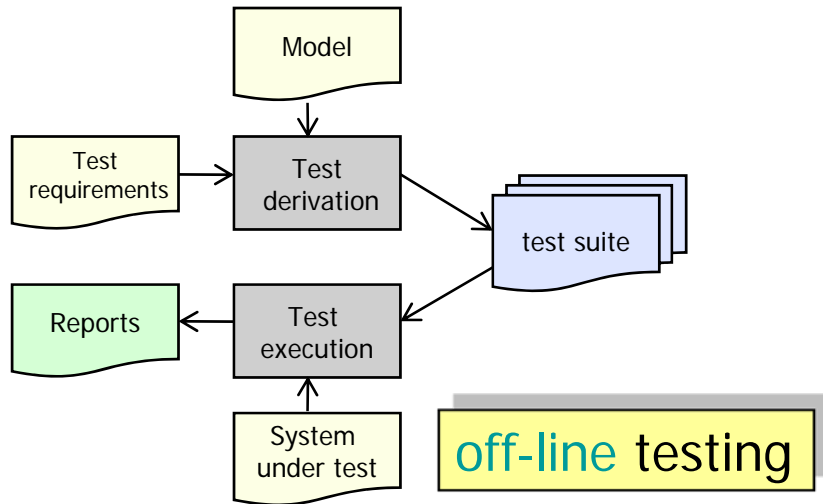 Model
Test
requirements
Test
derivation
test suite
Reports
Test
execution
System
under test
off-line testing